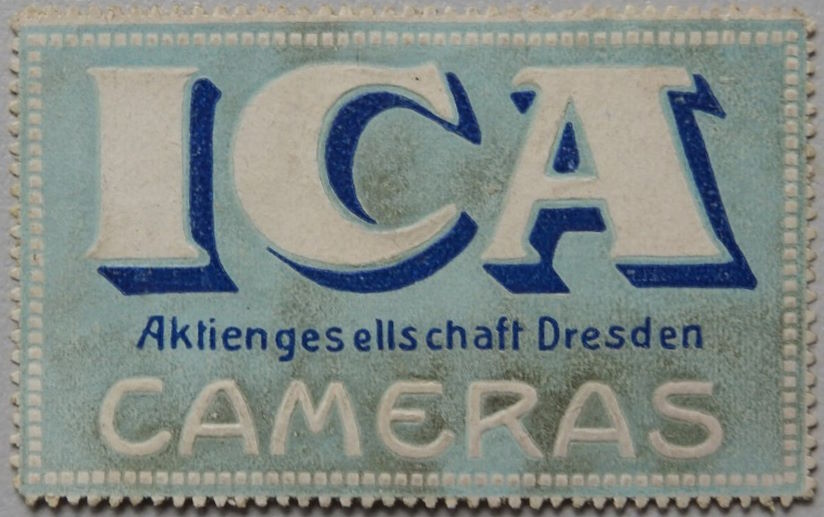 ICA
Aktiengesellschaft Dresden
CAMERAS